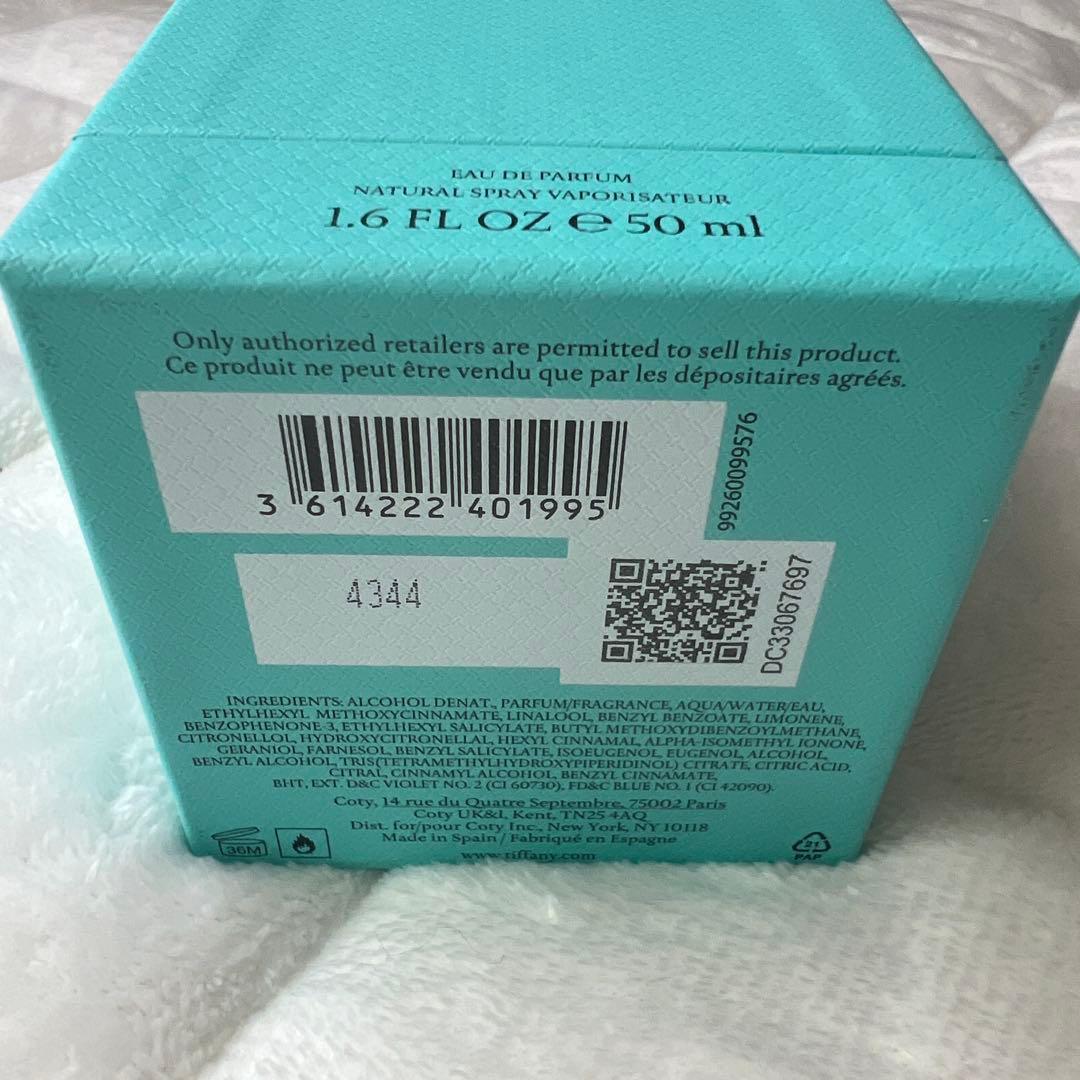 EAU DE PARFUM
NATURAL SPRAY VAPORISATEUR
1.6 FL OZ ℮ 50 ml
Only authorized retailers are permitted to sell this product.
Ce produit ne peut être vendu que par les dépositaires agréés.
3 614222 401995
99260099576
4344
DC33067697
INGREDIENTS: ALCOHOL DENAT., PARFUM/FRAGRANCE, AQUA/WATER/EAU,
ETHYLHEXYL METHOXYCINNAMATE, LINALOOL, BENZYL BENZOATE, LIMONENE,
BENZOPHENONE-3, ETHYLHEXYL SALICYLATE, BUTYL METHOXYDIBENZOYLMETHANE,
CITRONELLOL, HYDROXYCITRONELLAL, HEXYL CINNAMAL, ALPHA-ISOMETHYL IONONE,
GERANIOL, FARNESOL, BENZYL SALICYLATE, ISOEUGENOL, EUGENOL, ALCOHOL,
BENZYL ALCOHOL, TRIS(TETRAMETHYLHYDROXYPIPERIDINOL) CITRATE, CITRIC ACID,
CITRAL, CINNAMYL ALCOHOL, BENZYL CINNAMATE,
BHT, EXT. D&C VIOLET NO. 2 (CI 60730), FD&C BLUE NO. 1 (CI 42090).
Coty, 14 rue du Quatre Septembre, 75002 Paris
Coty UK&I, Kent, TN25 4AQ
Dist. for/pour Coty Inc., New York, NY 10118
Made in Spain / Fabriqué en Espagne
www.tiffany.com
36M
21
PAP